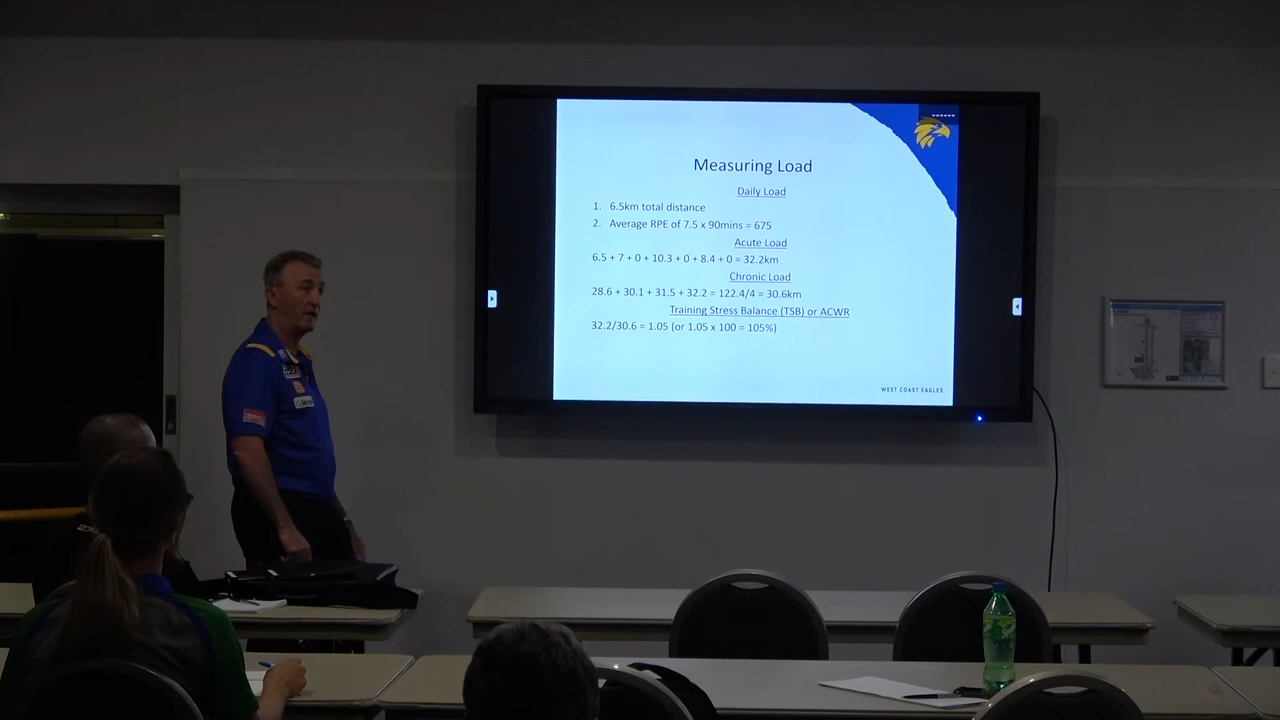 Measuring Load
Daily Load
1. 6.5km total distance
2. Average RPE of 7.5 x 90mins = 675
Acute Load
6.5 + 7 + 0 + 10.3 + 0 + 8.4 + 0 = 32.2km
Chronic Load
28.6 + 30.1 + 31.5 + 32.2 = 122.4/4 = 30.6km
Training Stress Balance (TSB) or ACWR
32.2/30.6 = 1.05 (or 1.05 x 100 = 105%)
WEST COAST EAGLES